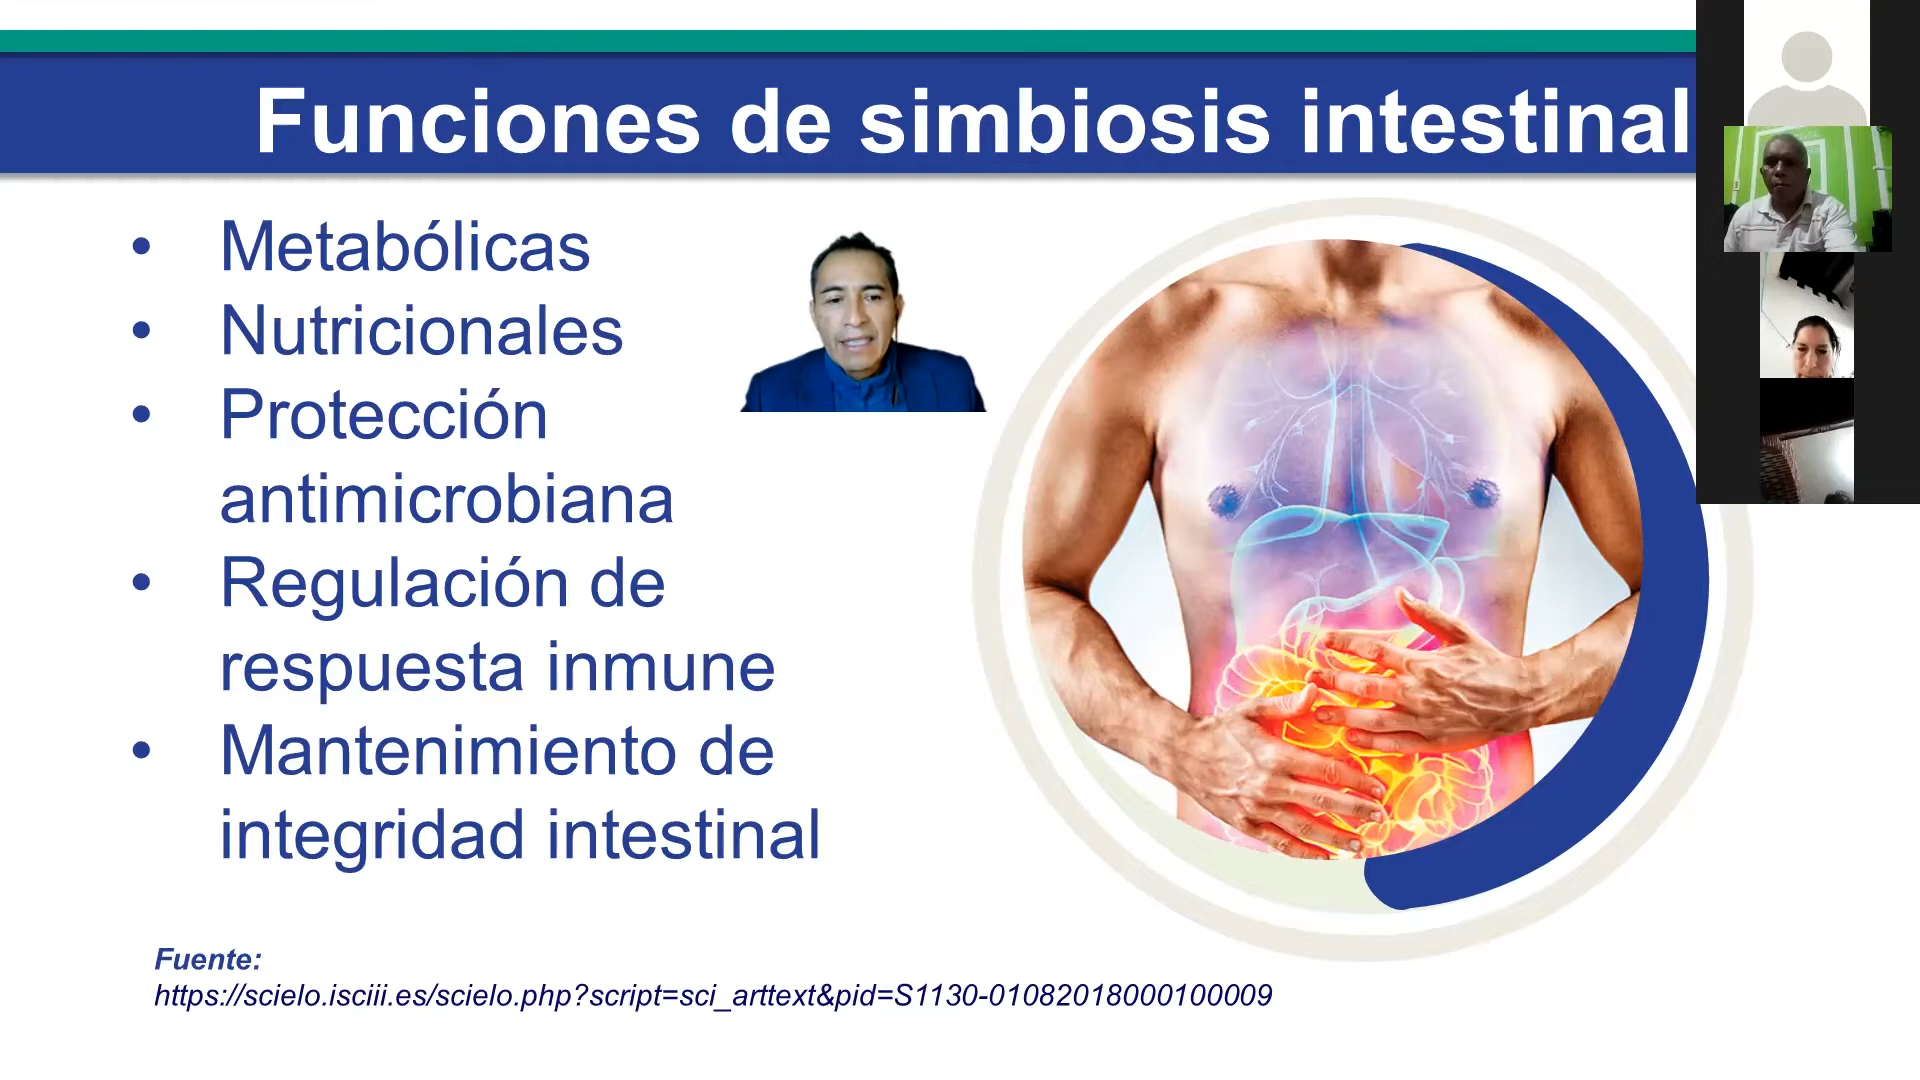 Funciones de simbiosis intestinal
• Metabólicas
• Nutricionales
• Protección
antimicrobiana
• Regulación de
respuesta inmune
• Mantenimiento de
integridad intestinal
Fuente:
https://scielo.isciii.es/scielo.php?script=sci_arttext&pid=S1130-01082018000100009